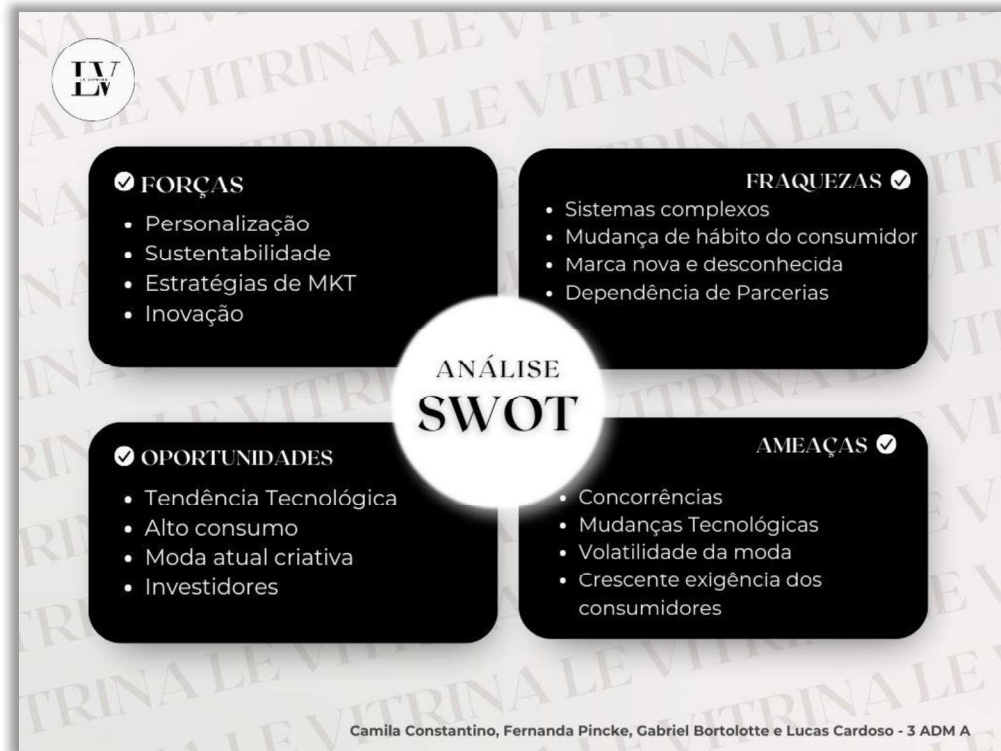 LV
LE VITRINA
FORÇAS
Personalização
Sustentabilidade
Estratégias de MKT
Inovação
FRAQUEZAS
Sistemas complexos
Mudança de hábito do consumidor
Marca nova e desconhecida
Dependência de Parcerias
ANÁLISE
SWOT
OPORTUNIDADES
Tendência Tecnológica
Alto consumo
Moda atual criativa
Investidores
AMEAÇAS
Concorrências
Mudanças Tecnológicas
Volatilidade da moda
Crescente exigência dos
consumidores
Camila Constantino, Fernanda Pincke, Gabriel Bortolotte e Lucas Cardoso - 3 ADM A